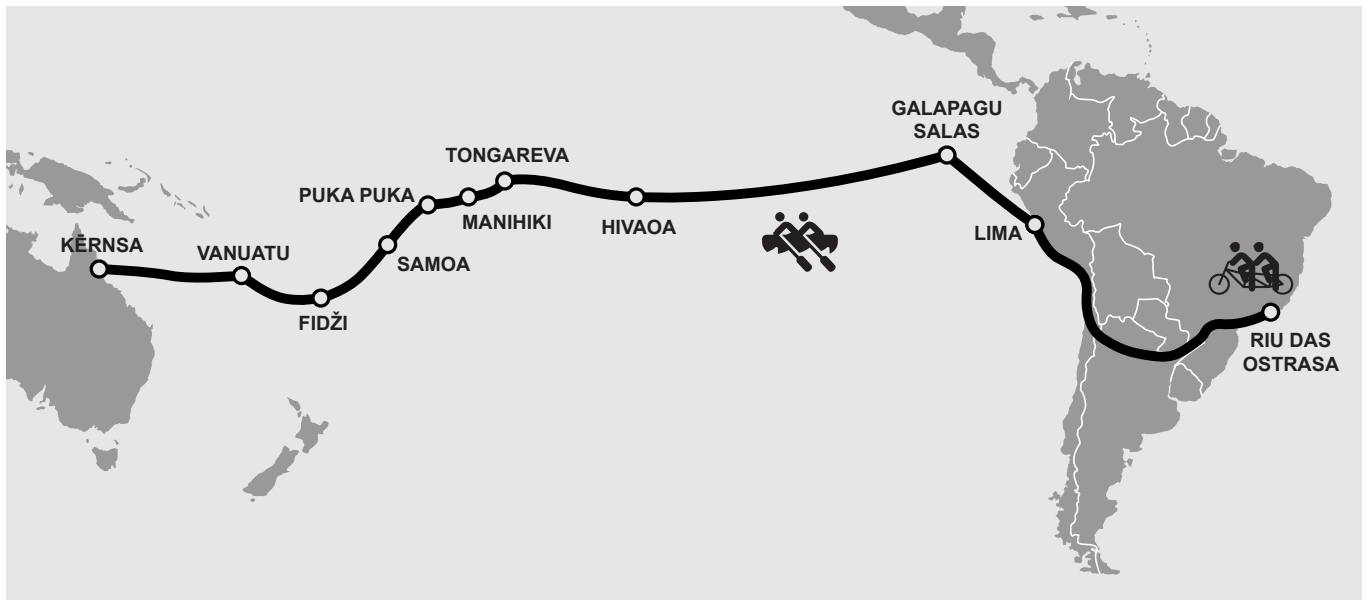 GALAPAGU
SALAS
TONGAREVA
PUKA PUKA
MANIHIKI
HIVAOA
LIMA
KĒRNSA
VANUATU
SAMOA
FIDŽI
RIU DAS
OSTRASA